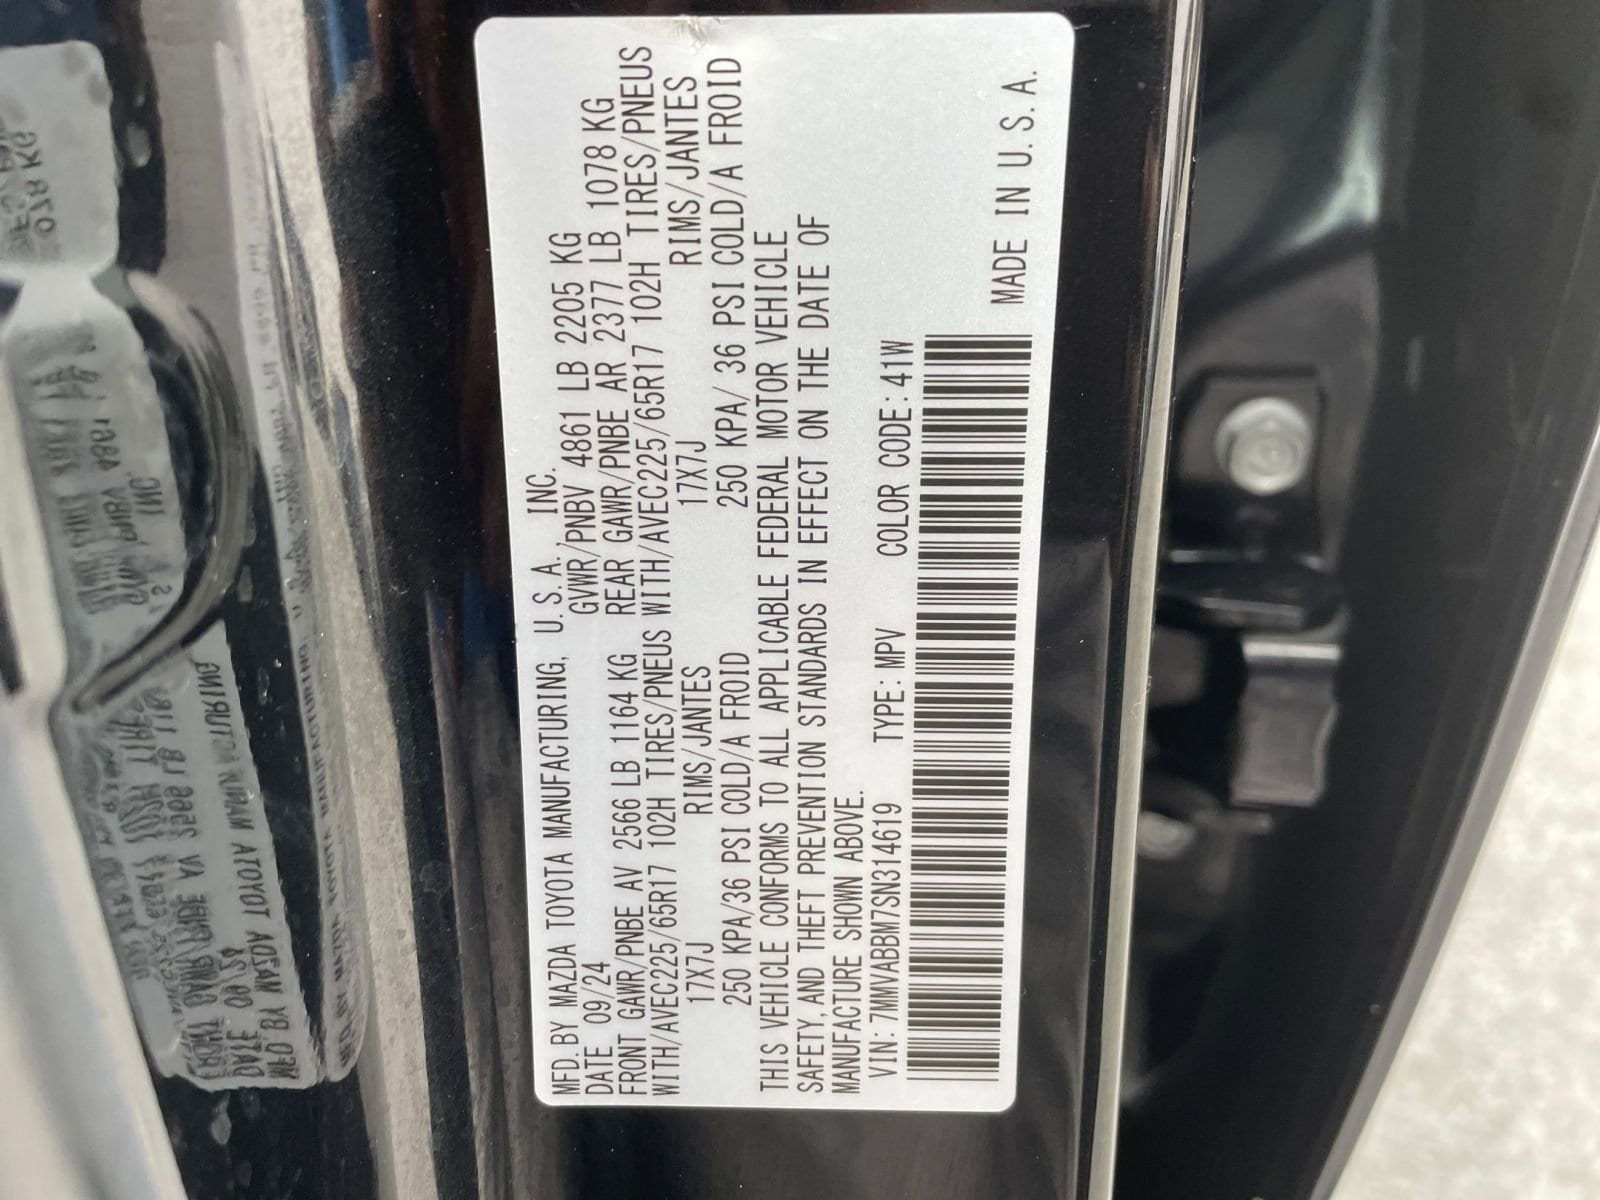 MFD. BY MAZDA TOYOTA MANUFACTURING, U.S.A., INC.
DATE 09/24 GVWR/PNBV 4861 LB 2205 KG
FRONT GAWR/PNBE AV 2566 LB 1164 KG REAR GAWR/PNBE AR 2377 LB 1078 KG
WITH/AVEC225/65R17 102H TIRES/PNEUS WITH/AVEC225/65R17 102H TIRES/PNEUS
17X7J RIMS/JANTES 17X7J RIMS/JANTES
250 KPA/36 PSI COLD/A FROID 250 KPA/ 36 PSI COLD/A FROID
THIS VEHICLE CONFORMS TO ALL APPLICABLE FEDERAL MOTOR VEHICLE
SAFETY, AND THEFT PREVENTION STANDARDS IN EFFECT ON THE DATE OF
MANUFACTURE SHOWN ABOVE.
VIN: 7MMVABBM7SN314619 TYPE: MPV COLOR CODE: 41W
MADE IN U.S.A.